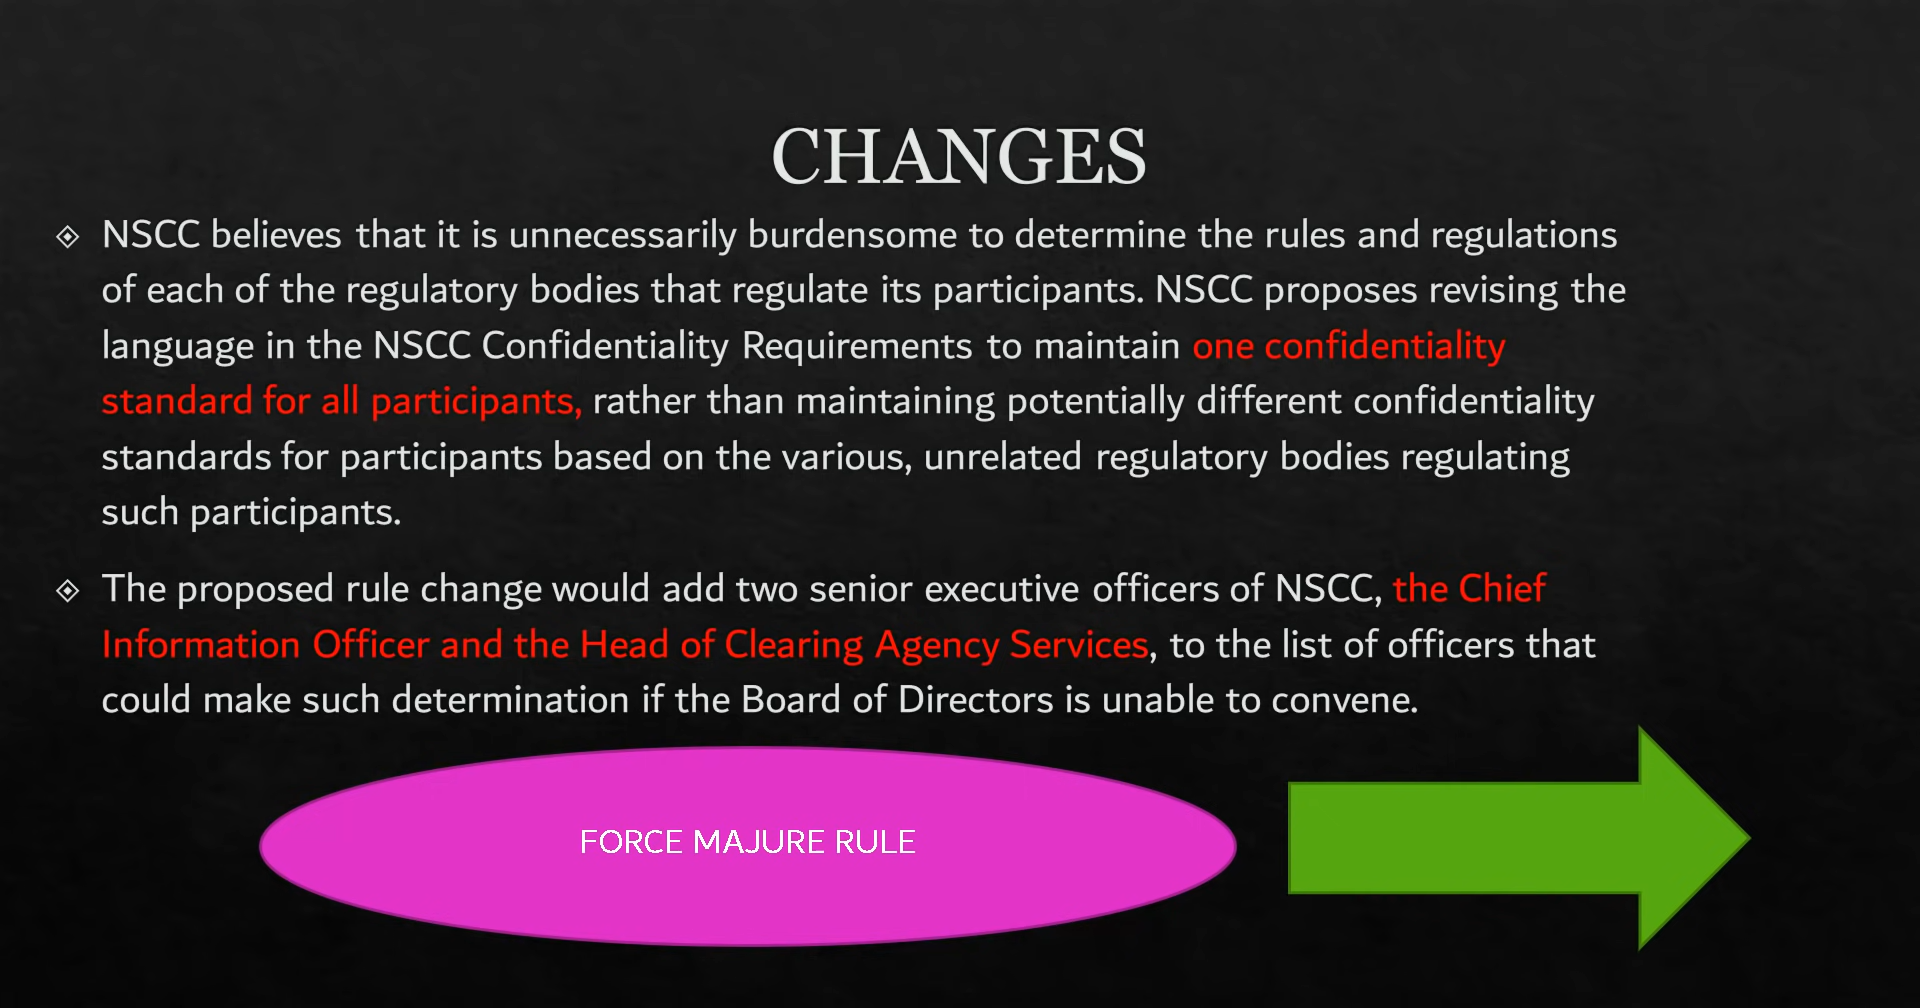 CHANGES
NSCC believes that it is unnecessarily burdensome to determine the rules and regulations
of each of the regulatory bodies that regulate its participants. NSCC proposes revising the
language in the NSCC Confidentiality Requirements to maintain one confidentiality
standard for all participants, rather than maintaining potentially different confidentiality
standards for participants based on the various, unrelated regulatory bodies regulating
such participants.
The proposed rule change would add two senior executive officers of NSCC, the Chief
Information Officer and the Head of Clearing Agency Services, to the list of officers that
could make such determination if the Board of Directors is unable to convene.
FORCE MAJURE RULE